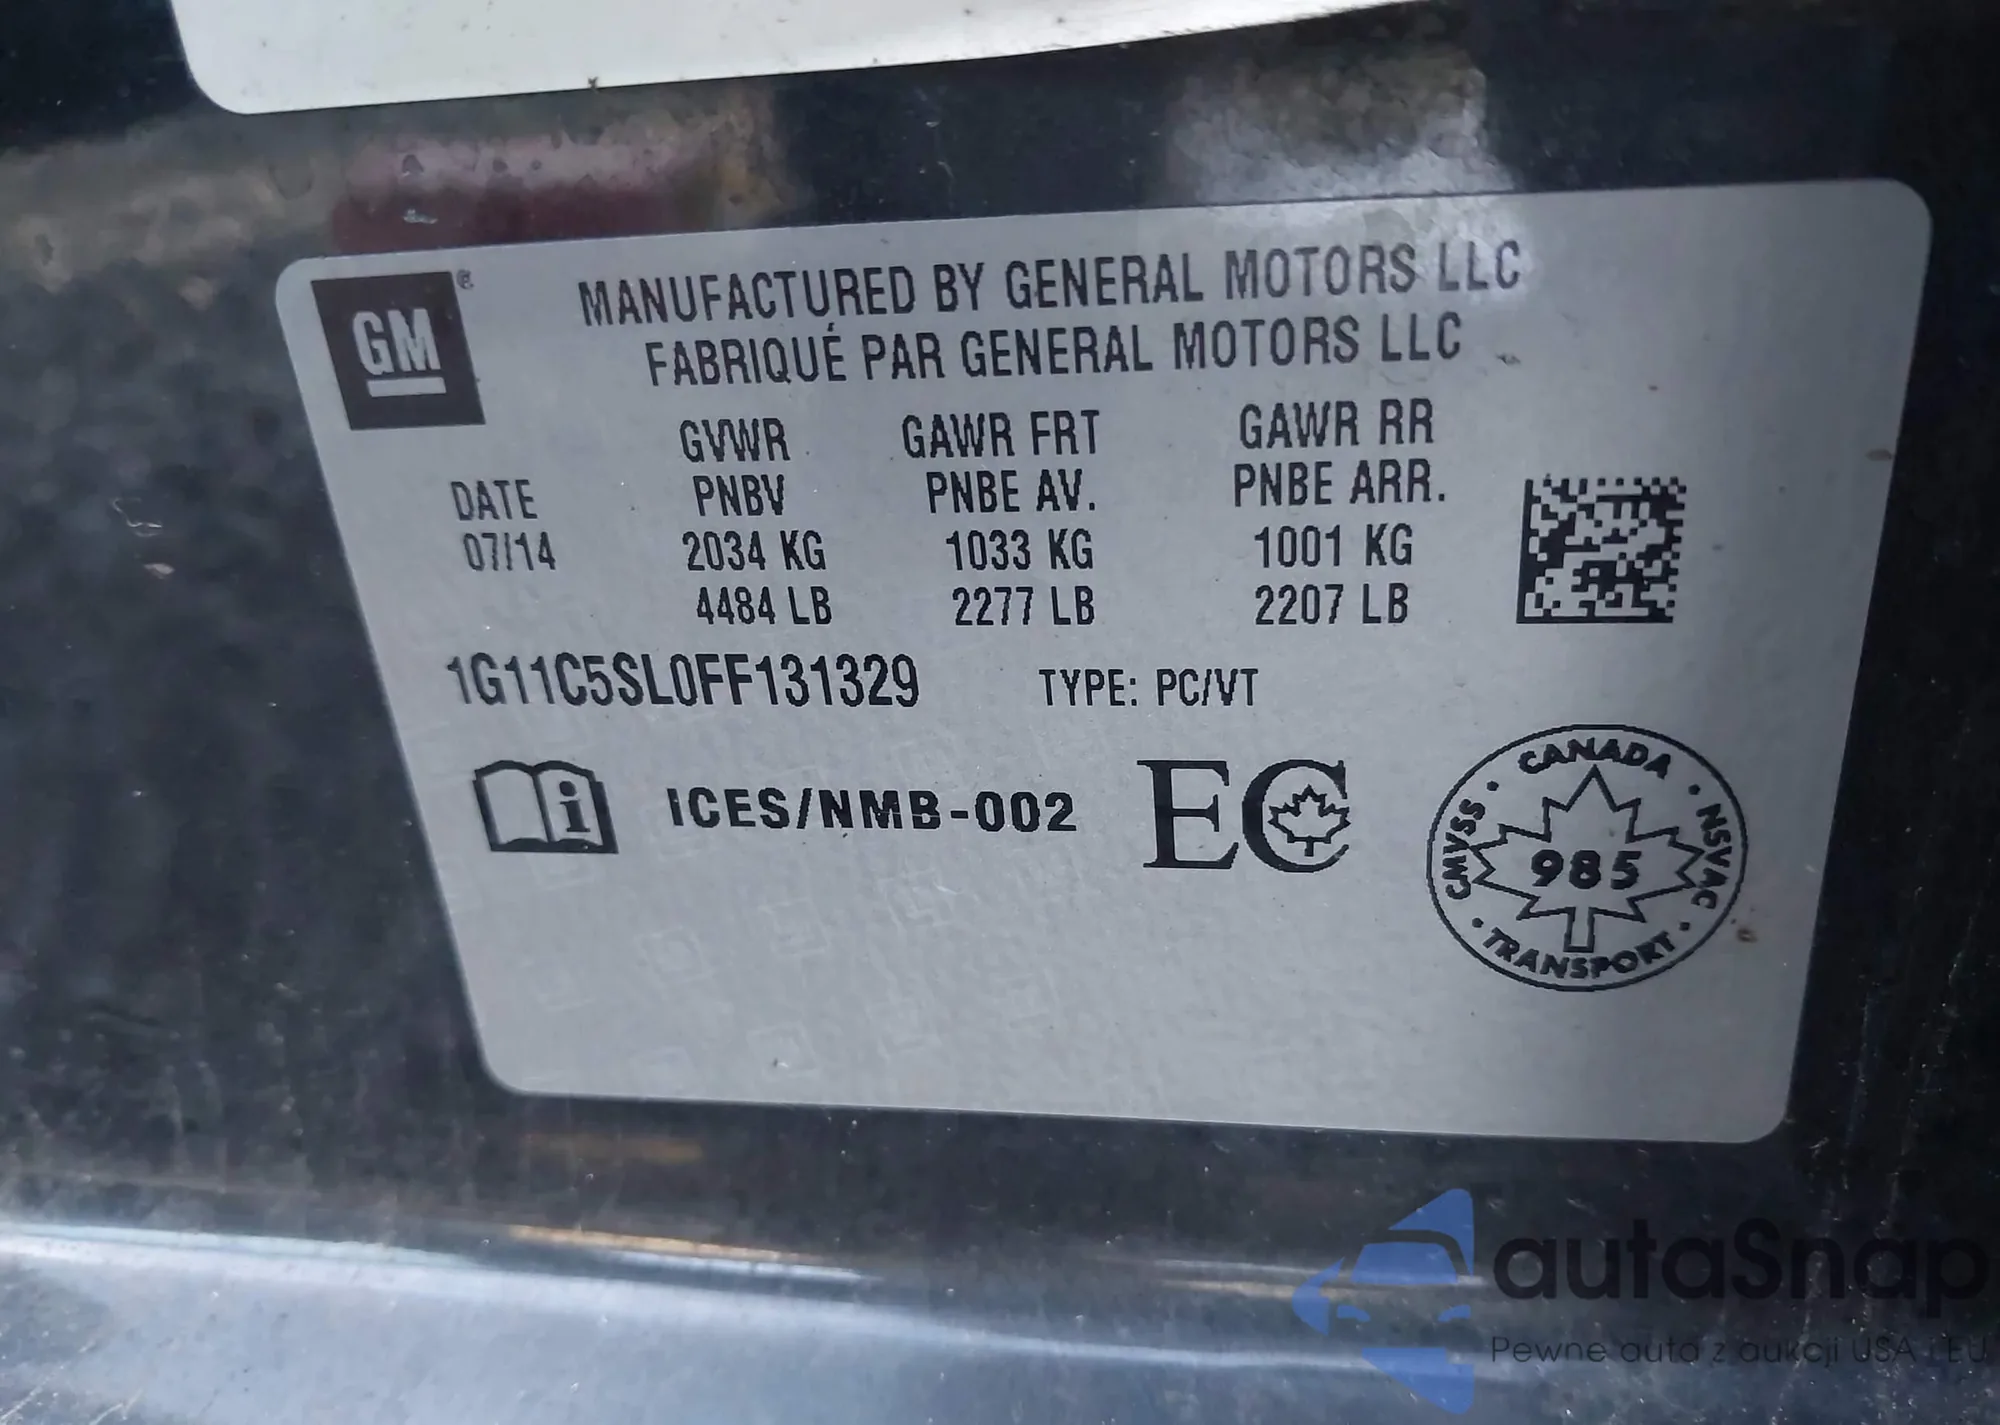 GM®
MANUFACTURED BY GENERAL MOTORS LLC
FABRIQUÉ PAR GENERAL MOTORS LLC
GVWR GAWR FRT GAWR RR
DATE PNBV PNBE AV. PNBE ARR.
07/14 2034 KG 1033 KG 1001 KG
4484 LB 2277 LB 2207 LB
1G11C5SL0FF131329 TYPE: PC/VT
i ICES/NMB-002 EC
CANADA
CMVSS · 985 · NSVAC
TRANSPORT
autaSnap
Pewne auta z aukcji USA i EU